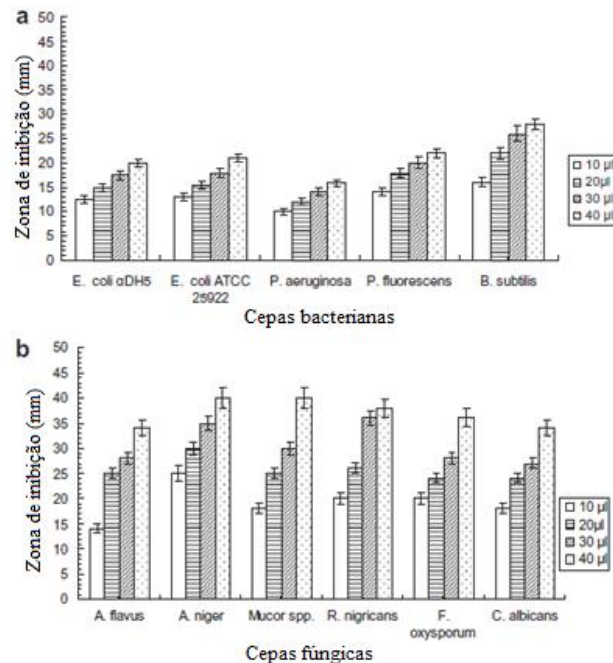 a
Zona de inibição (mm)
50
45
40
35
30
25
20
15
10
5
0
E. coli αDH5 E. coli ATCC 25922 P. aeruginosa P. fluorescens B. subtilis
Cepas bacterianas
10 µl
20µl
30 µl
40 µl
b
Zona de inibição (mm)
50
45
40
35
30
25
20
15
10
5
0
A. flavus A. niger Mucor spp. R. nigricans F. oxysporum C. albicans
Cepas fúngicas
10 µl
20µl
30 µl
40 µl